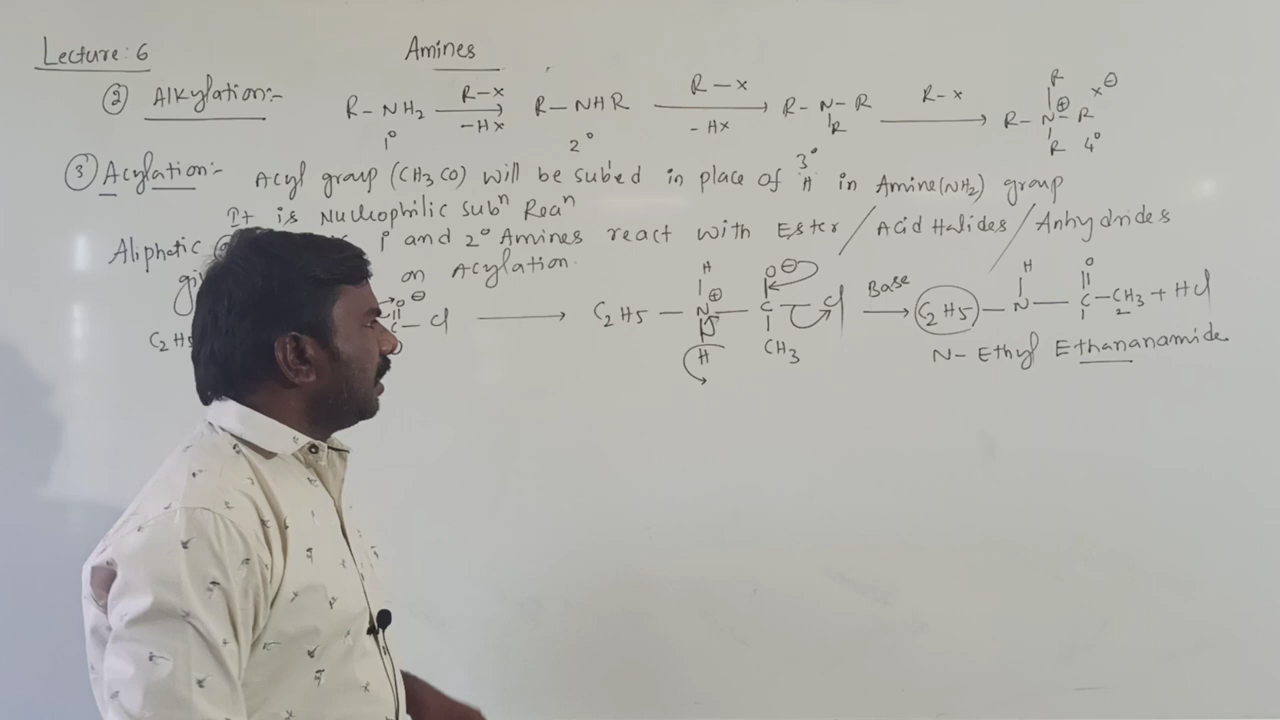 Lecture: 6
Amines
② Alkylation:-
R-NH2 R-X -HX R-NHR R-X -HX R-N-R R R-X R-N⊕-R R R X⊖
1° 2° 3° 4°
③ Acylation:- Acyl group (CH3CO) will be subed in place of H in Amine(NH2) group
It is Nucleophilic Subn Rean
Aliphatic 1° and 2° Amines react with Ester / Acid Halides / Anhydrides
on Acylation.
C2H5 O⊖ C-Cl → C2H5-N⊕-C-Cl H H O⊖ CH3 Base → C2H5-N-C-CH3 + HCl H O
N-Ethyl Ethananamide